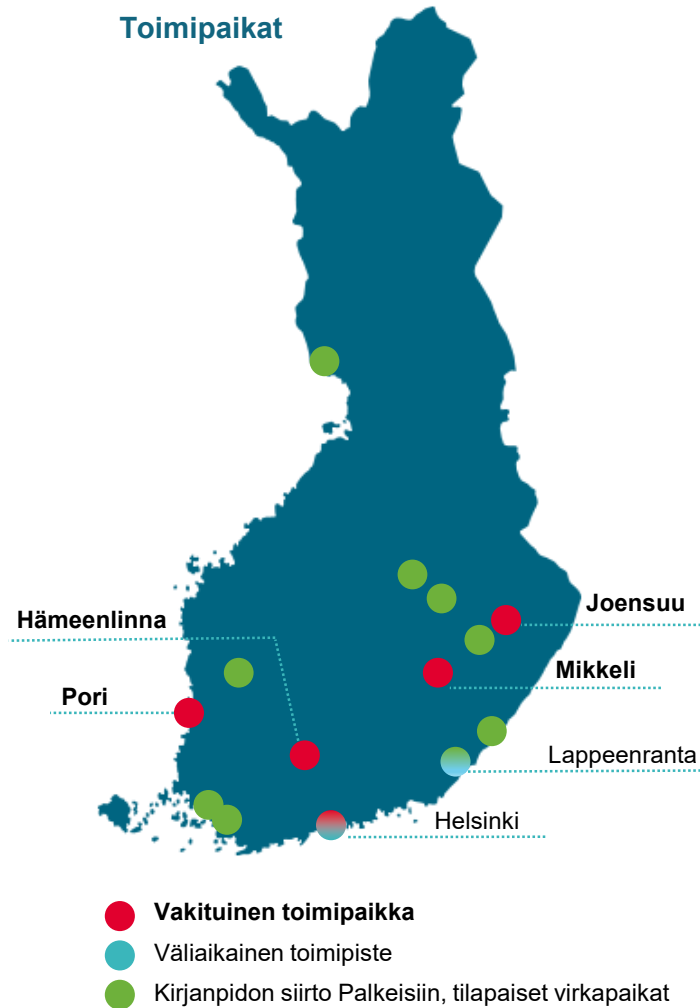 Toimipaikat
Hämeenlinna
Joensuu
Mikkeli
Pori
Lappeenranta
Helsinki
Vakituinen toimipaikka
Väliaikainen toimipiste
Kirjanpidon siirto Palkeisiin, tilapaiset virkapaikat